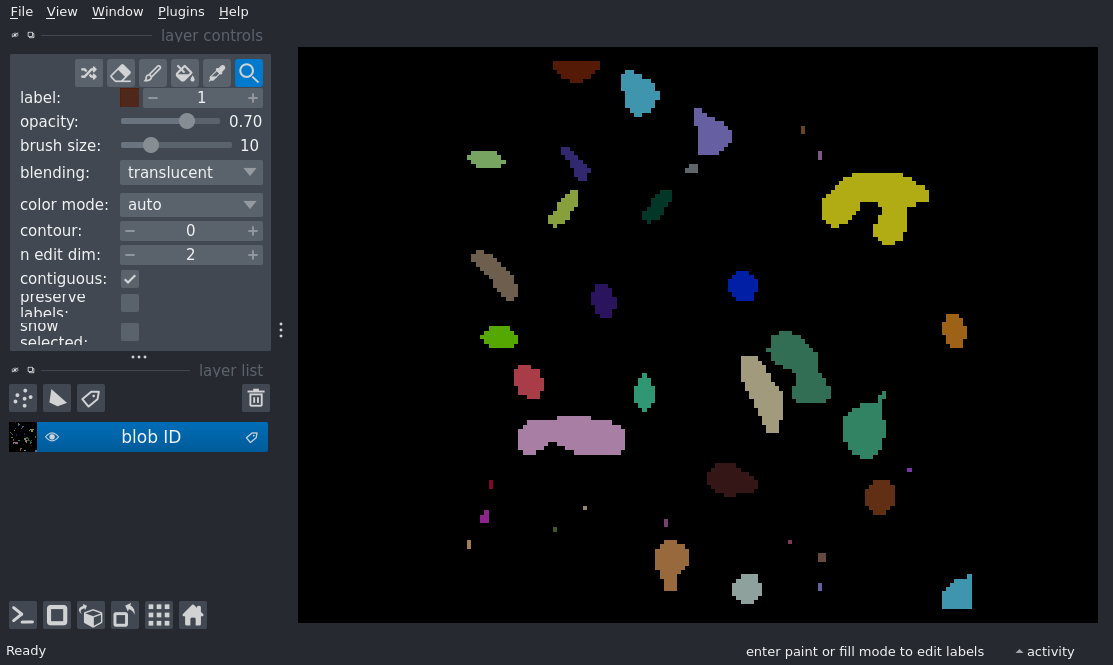 File View Window Plugins Help
layer controls
label: 1
opacity: 0.70
brush size: 10
blending: translucent
color mode: auto
contour: 0
n edit dim: 2
contiguous:
preserve
labels:
show
selected:
layer list
blob ID
Ready enter paint or fill mode to edit labels activity